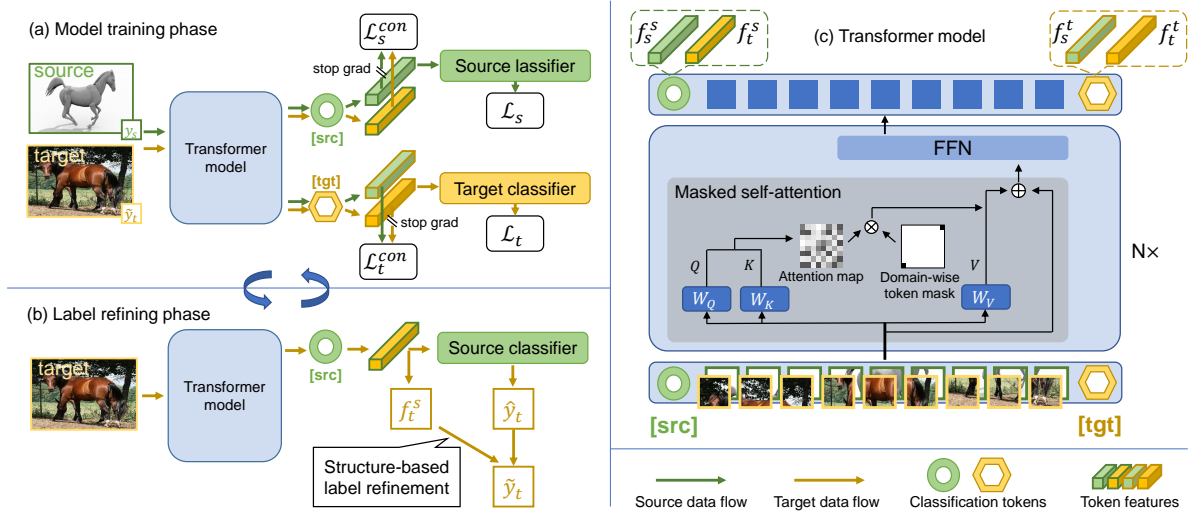 (a) Model training phase
source
y_s
target
ỹ_t
Transformer
model
[src]
[tgt]
ℒ_s^con
stop grad
Source lassifier
ℒ_s
Target classifier
stop grad
ℒ_t
ℒ_t^con
(b) Label refining phase
target
Transformer
model
[src]
Source classifier
f_t^s
ŷ_t
Structure-based
label refinement
ỹ_t
(c) Transformer model
f_s^s
f_t^s
f_s^t
f_t^t
FFN
Masked self-attention
Q
K
Attention map
Domain-wise
token mask
V
W_Q
W_K
W_V
N×
[src]
[tgt]
Source data flow
Target data flow
Classification tokens
Token features